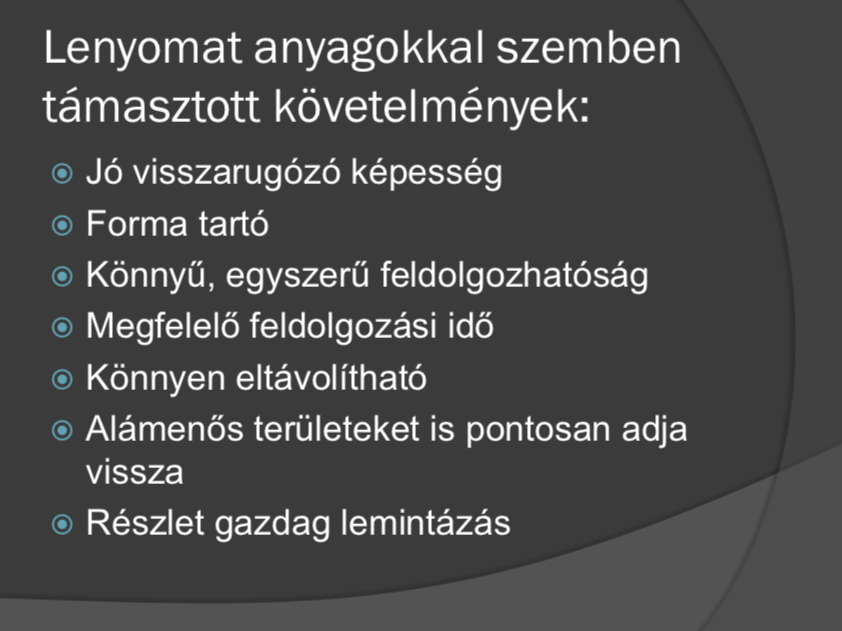 Lenyomat anyagokkal szemben
támasztott követelmények:
Jó visszarugózó képesség
Forma tartó
Könnyű, egyszerű feldolgozhatóság
Megfelelő feldolgozási idő
Könnyen eltávolítható
Alámenős területeket is pontosan adja
vissza
Részlet gazdag lemintázás